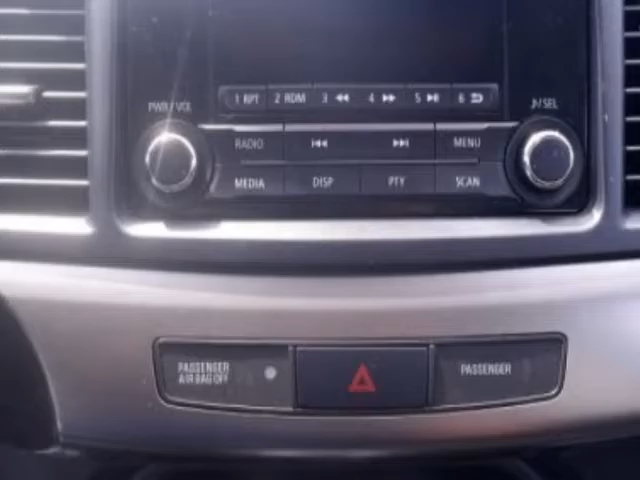 1 RPT 2 RDM 3 4 5 6
PWR / VOL
♪/SEL
RADIO MENU
MEDIA DISP PTY SCAN
PASSENGER
AIR BAG OFF
PASSENGER